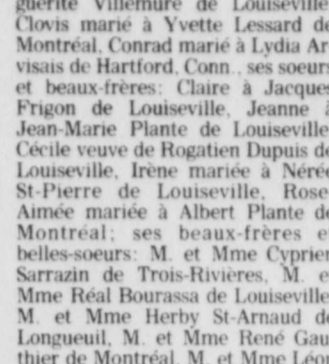 guérite Villemure de Louiseville
Clovis marié à Yvette Lessard de
Montréal, Conrad marié à Lydia Ar
visais de Hartford, Conn., ses soeurs
et beaux-frères: Claire à Jacques
Frigon de Louiseville, Jeanne à
Jean-Marie Plante de Louiseville
Cécile veuve de Rogatien Dupuis de
Louiseville, Irène mariée à Nérée
St-Pierre de Louiseville, Rose
Aimée mariée à Albert Plante de
Montréal; ses beaux-frères et
belles-soeurs: M. et Mme Cyprien
Sarrazin de Trois-Rivières, M. e
Mme Réal Bourassa de Louiseville
M. et Mme Herby St-Arnaud de
Longueuil, M. et Mme René Gau
thier de Montréal, M. et Mme Léo